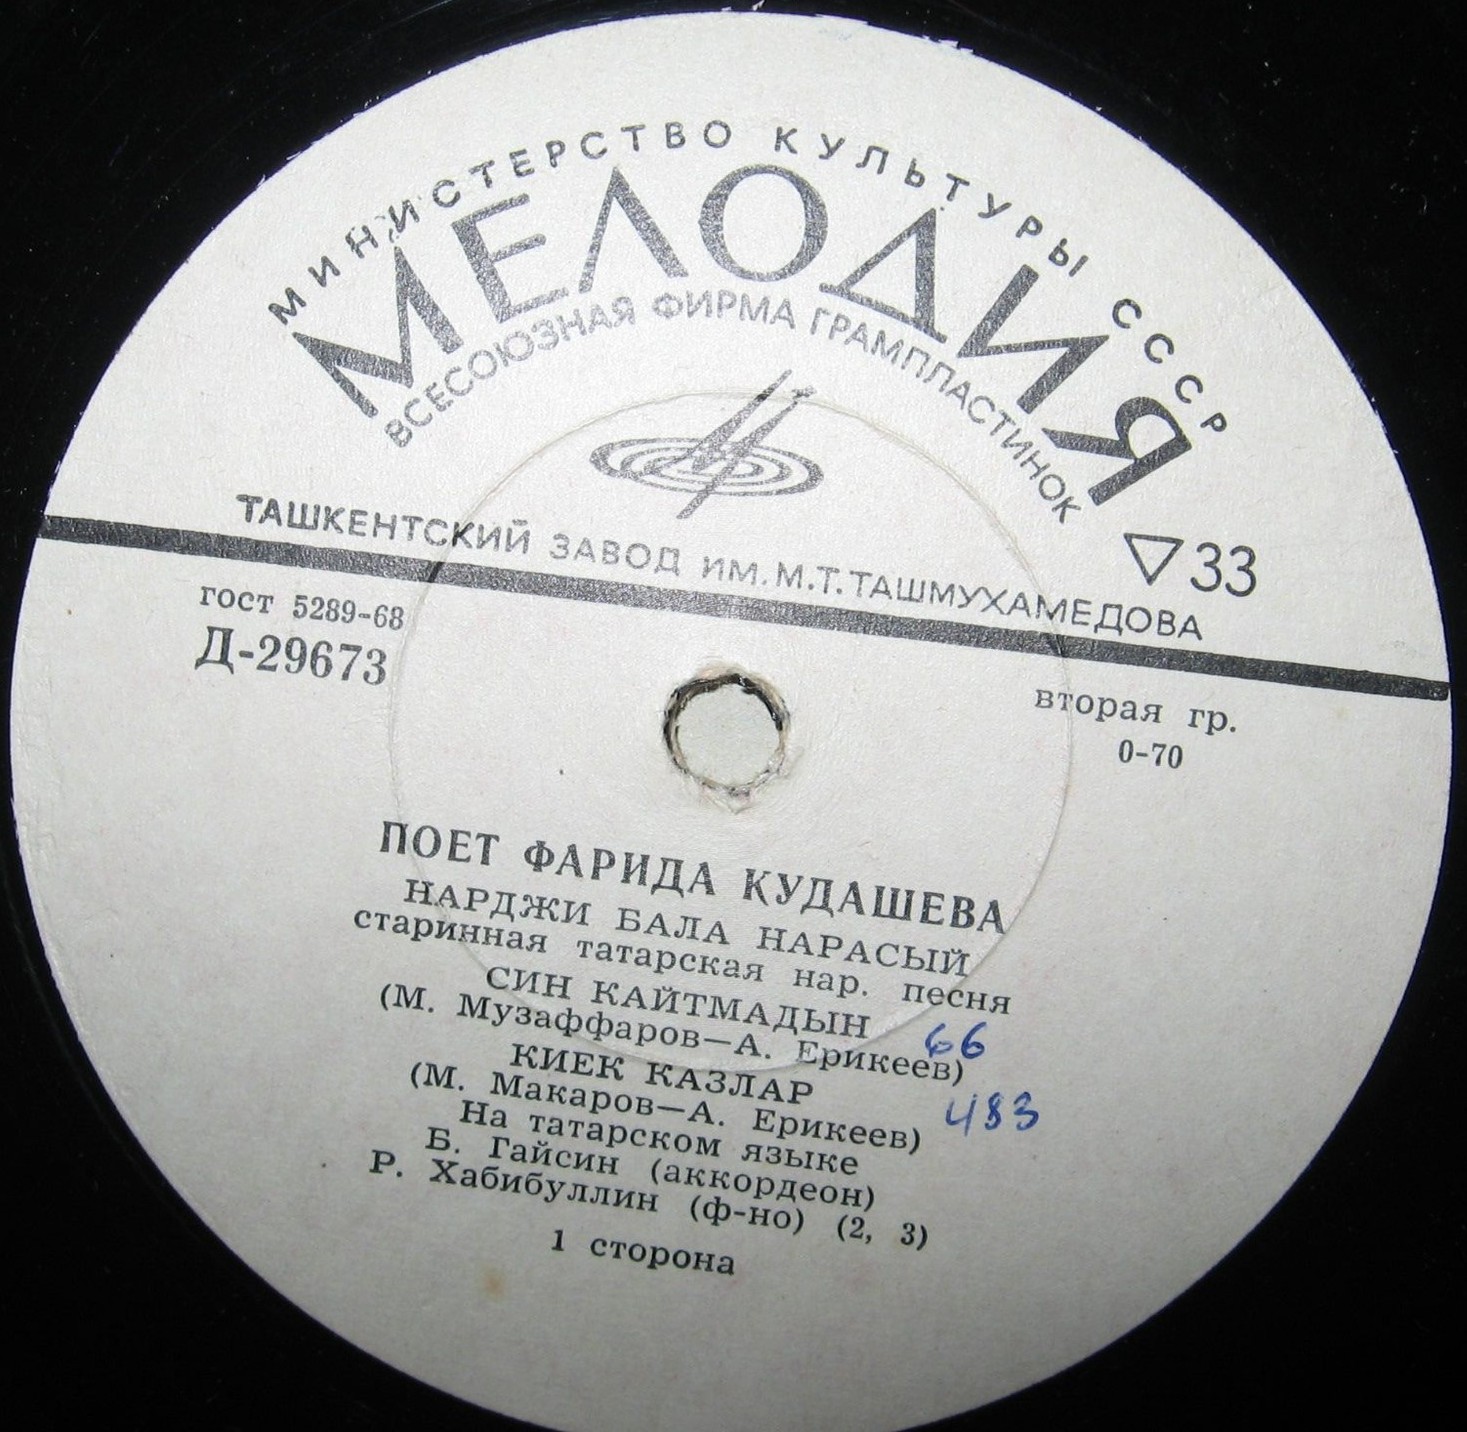 МИНИСТЕРСТВО КУЛЬТУРЫ СССР
МЕЛОДИЯ
ВСЕСОЮЗНАЯ ФИРМА ГРАМПЛАСТИНОК
▽33
ТАШКЕНТСКИЙ ЗАВОД ИМ. М. Т. ТАШМУХАМЕДОВА
гост 5289-68
Д-29673
вторая гр.
0-70
ПОЕТ ФАРИДА КУДАШЕВА
НАРДЖИ БАЛА НАРАСЫЙ
старинная татарская нар. песня
СИН КАЙТМАДЫН
66
(М. Музаффаров—А. Ерикеев)
КИЕК КАЗЛАР
483
(М. Макаров—А. Ерикеев)
На татарском языке
Б. Гайсин (аккордеон)
Р. Хабибуллин (ф-но) (2, 3)
1 сторона